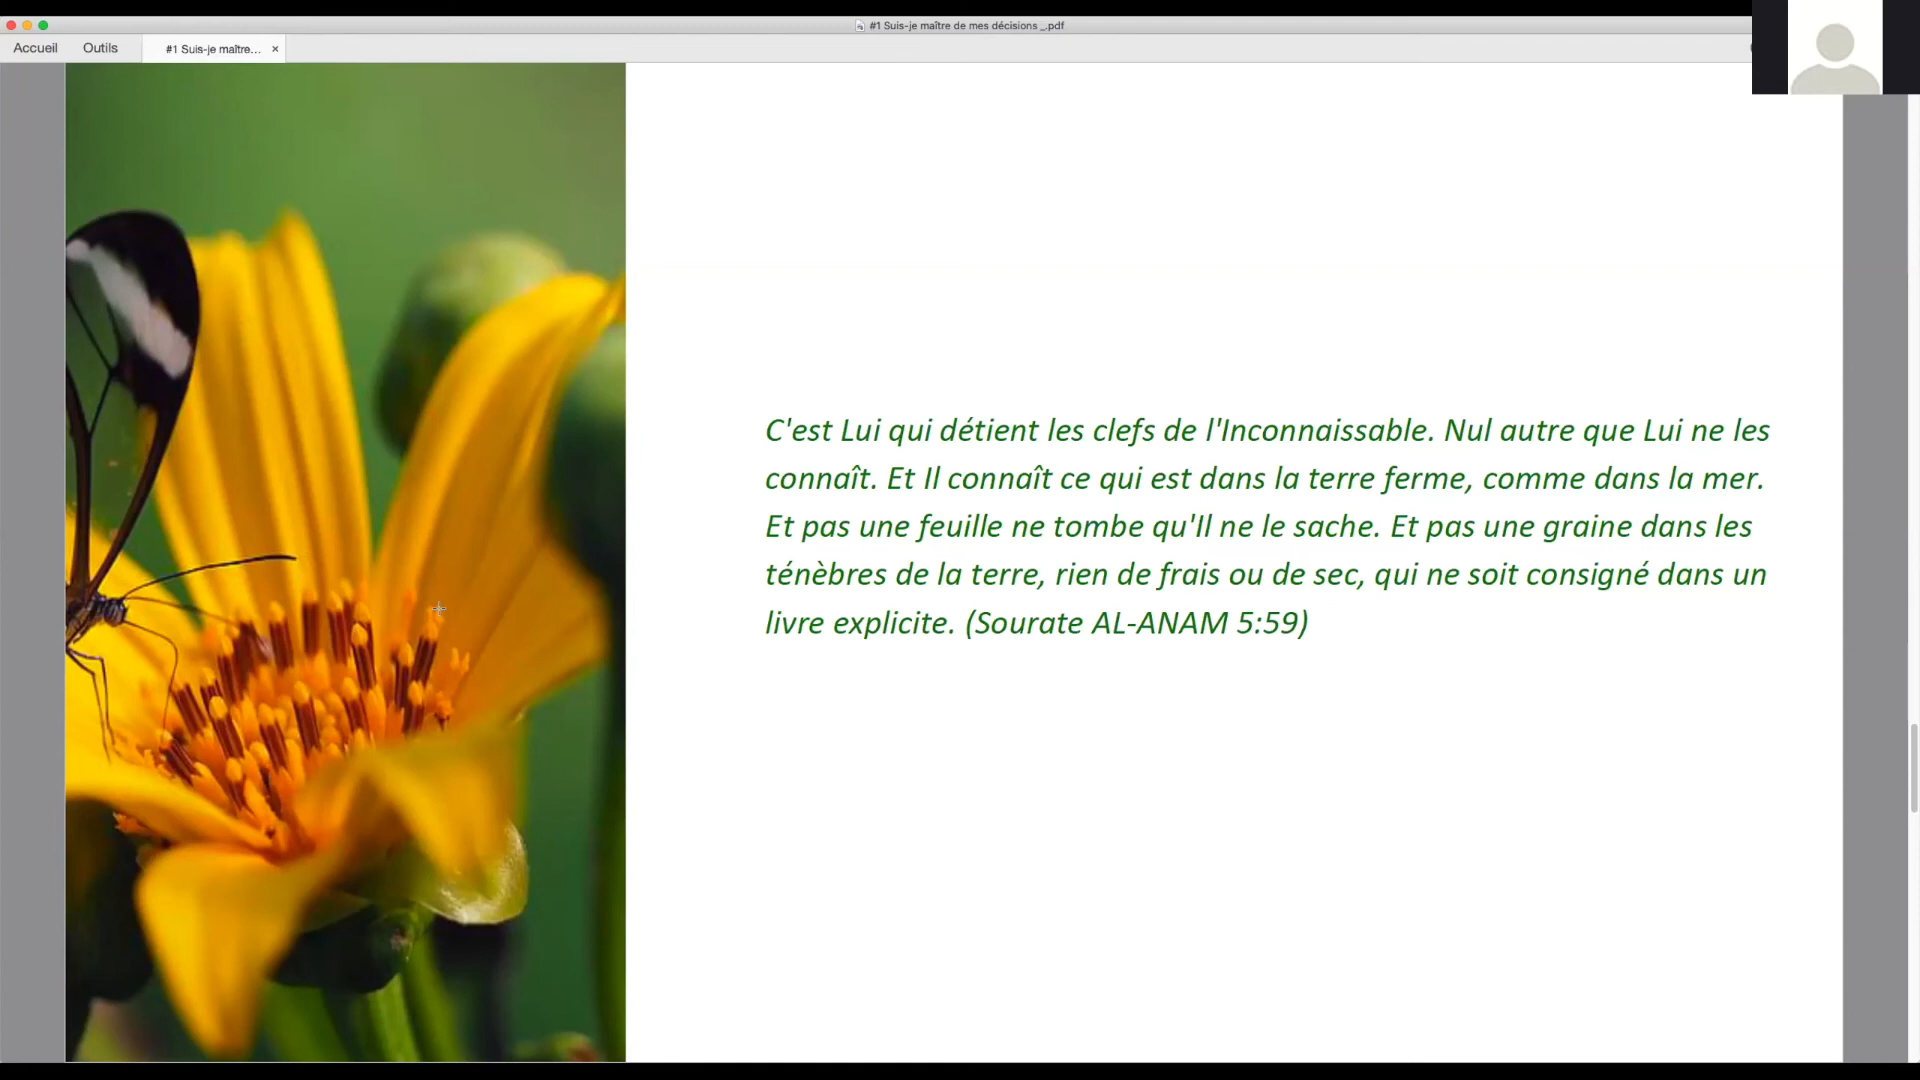 #1 Suis-je maître de mes décisions _.pdf
Accueil
Outils
#1 Suis-je maître... ×
C'est Lui qui détient les clefs de l'Inconnaissable. Nul autre que Lui ne les
connaît. Et Il connaît ce qui est dans la terre ferme, comme dans la mer.
Et pas une feuille ne tombe qu'Il ne le sache. Et pas une graine dans les
ténèbres de la terre, rien de frais ou de sec, qui ne soit consigné dans un
livre explicite. (Sourate AL-ANAM 5:59)